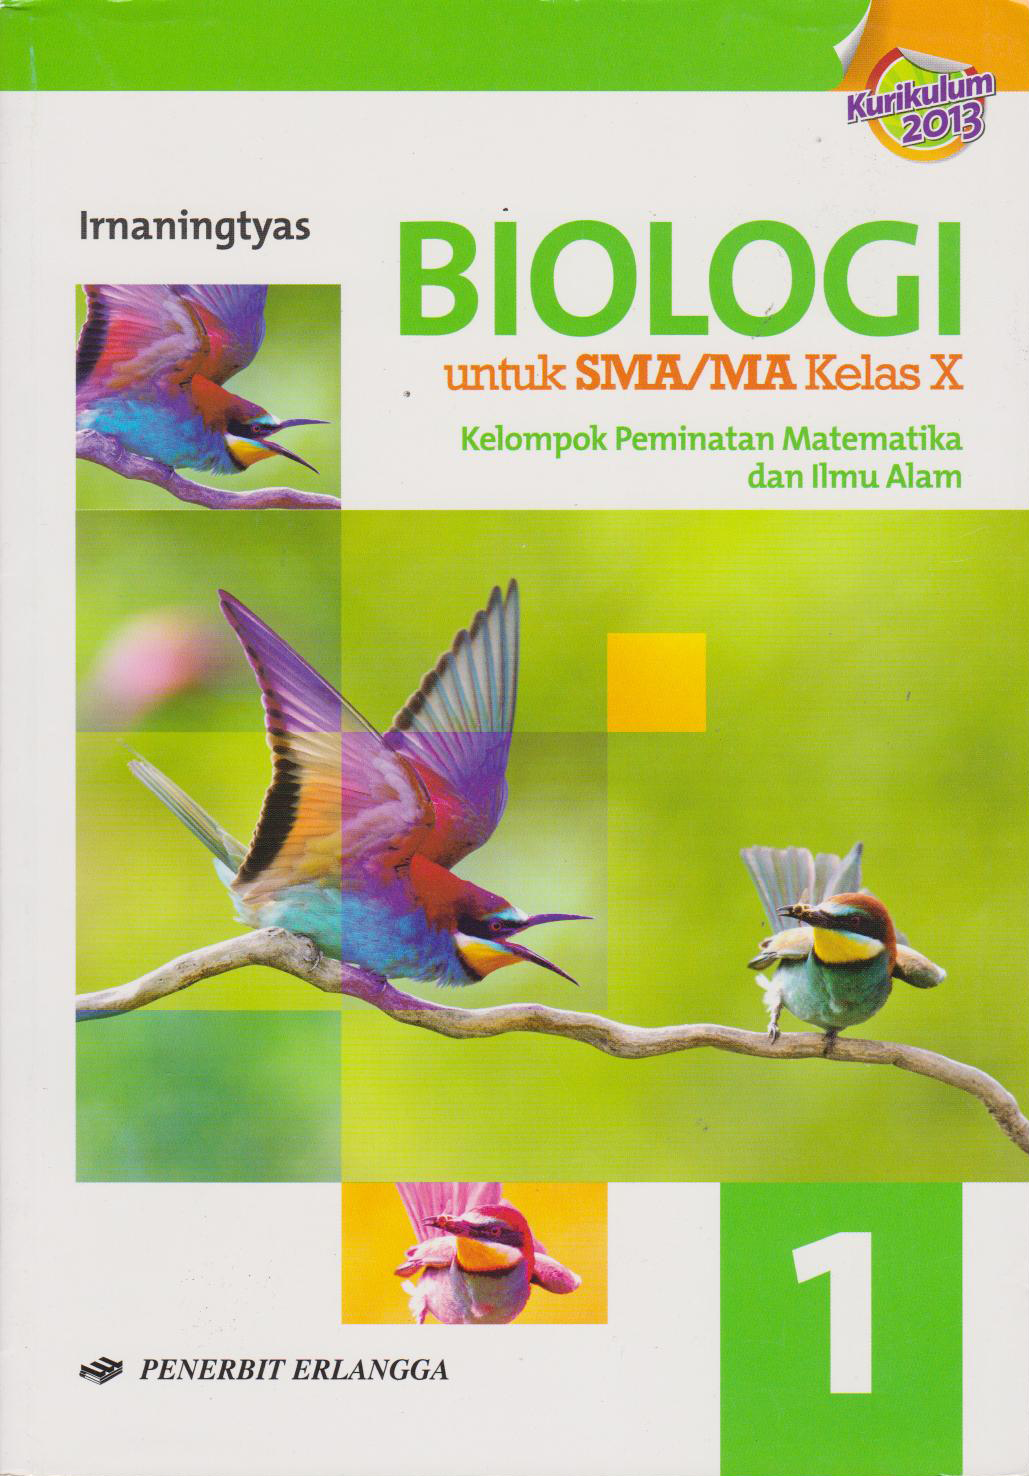 Kurikulum
2013
Irnaningtyas
BIOLOGI
untuk SMA/MA Kelas X
Kelompok Peminatan Matematika
dan Ilmu Alam
1
PENERBIT ERLANGGA